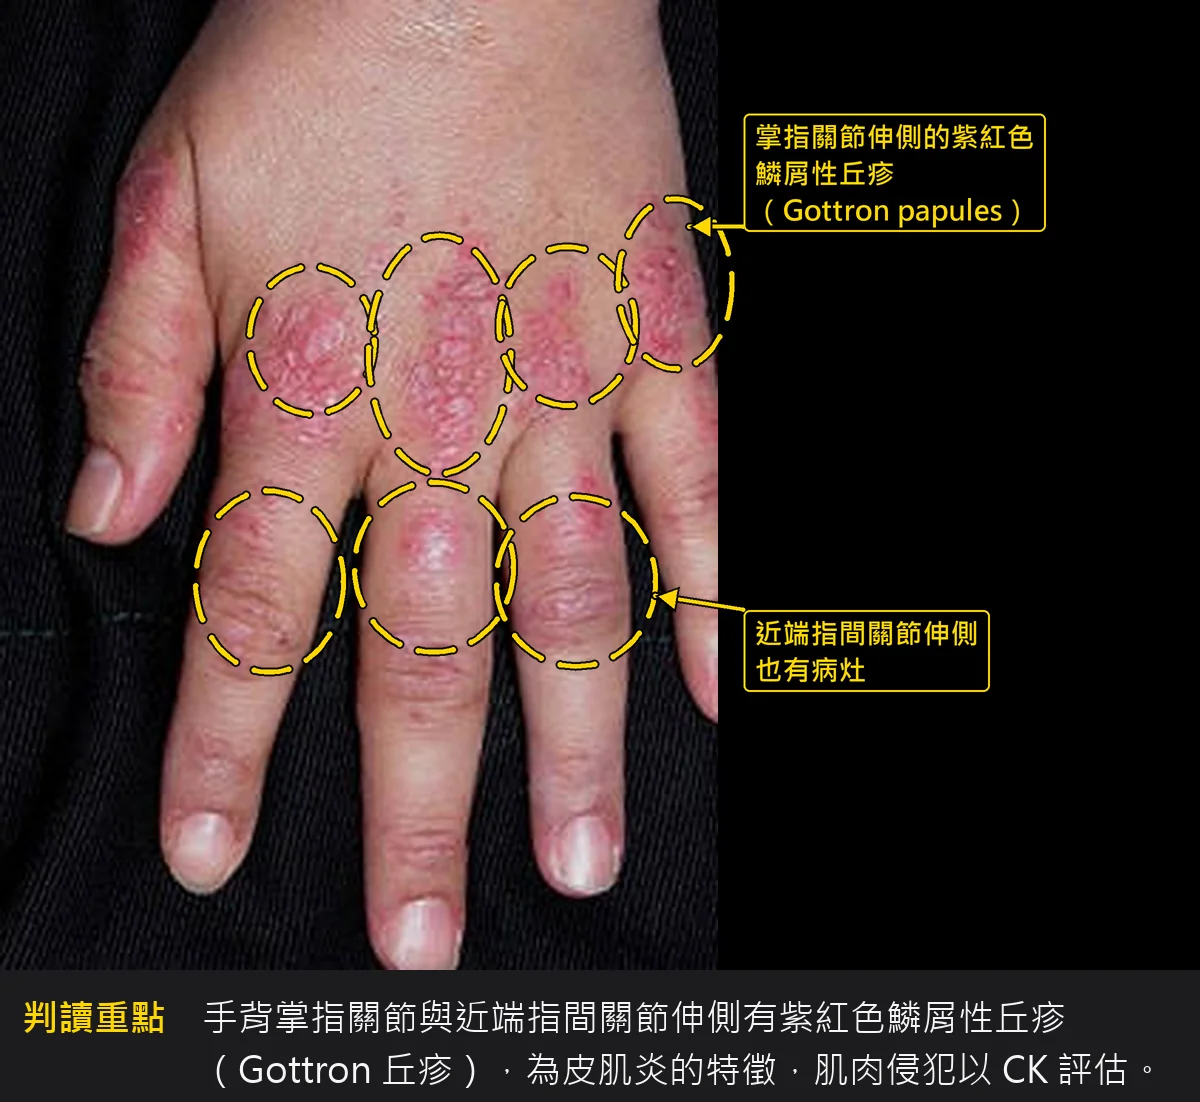 掌指關節伸側的紫紅色
鱗屑性丘疹
（Gottron papules）
近端指間關節伸側
也有病灶
判讀重點 手背掌指關節與近端指間關節伸側有紫紅色鱗屑性丘疹
（Gottron 丘疹），為皮肌炎的特徵，肌肉侵犯以 CK 評估。